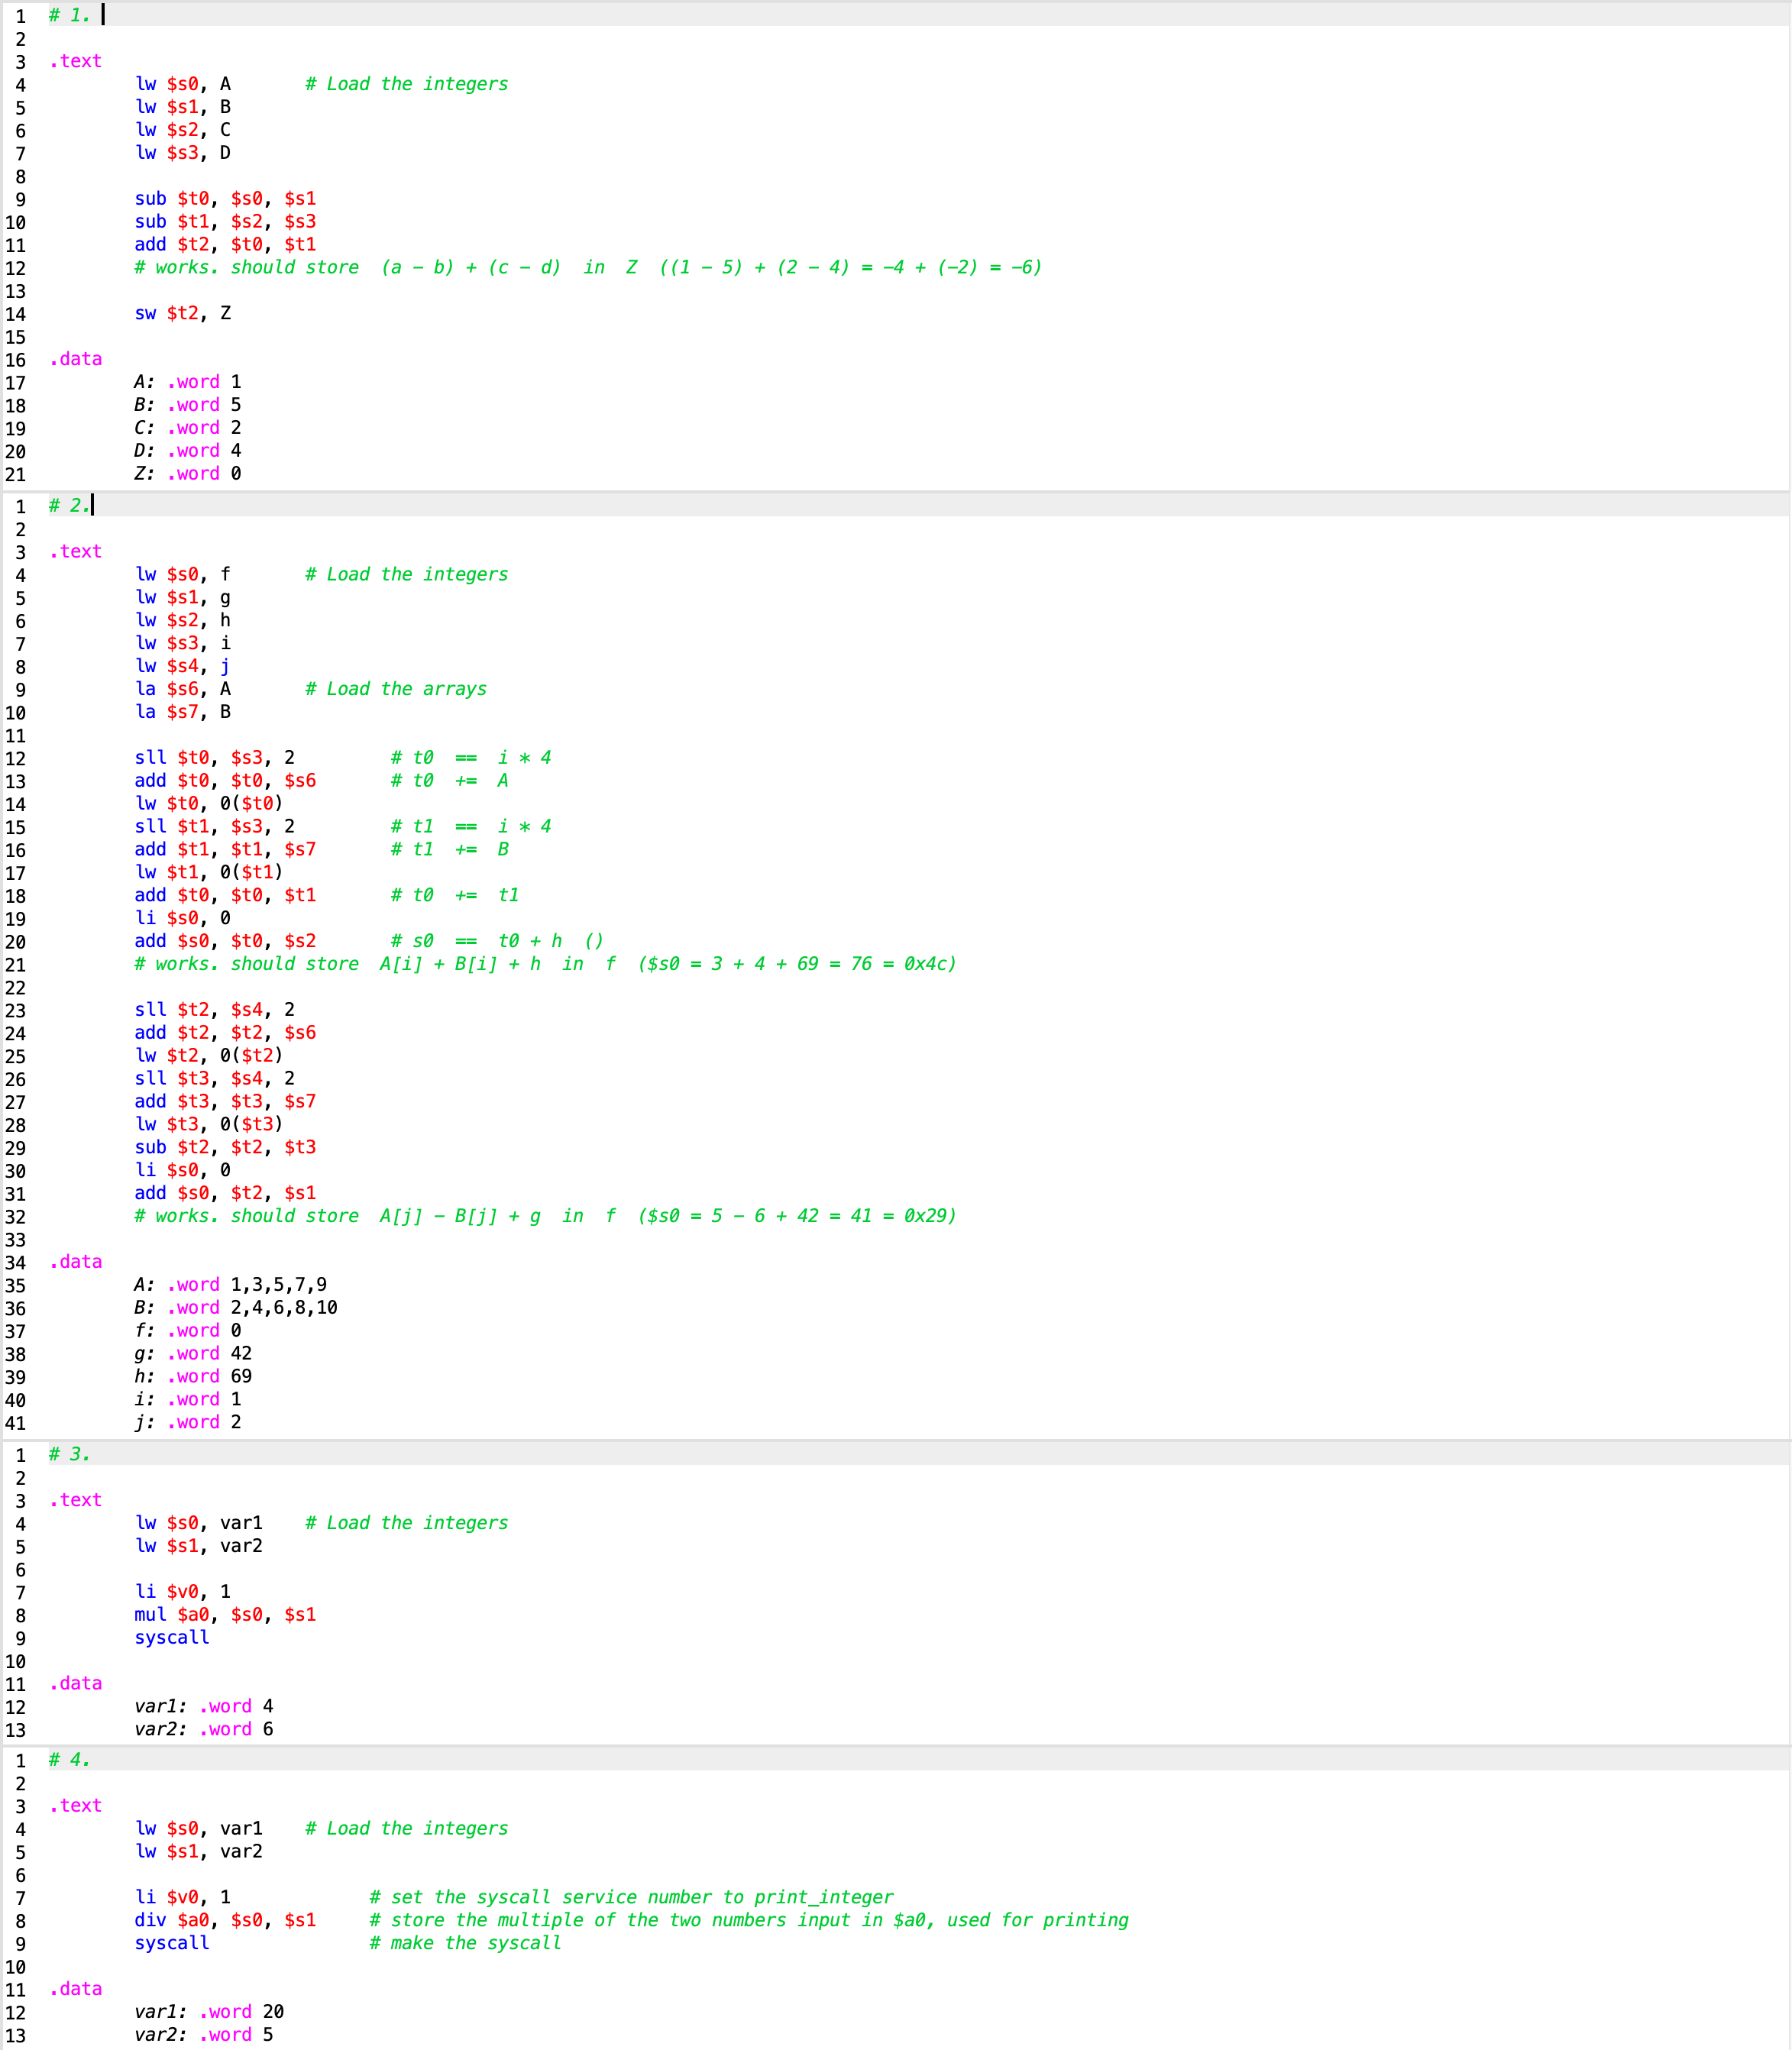 1 # 1.
2
3 .text
4 lw $s0, A # Load the integers
5 lw $s1, B
6 lw $s2, C
7 lw $s3, D
8
9 sub $t0, $s0, $s1
10 sub $t1, $s2, $s3
11 add $t2, $t0, $t1
12 # works. should store (a − b) + (c − d) in Z ((1 − 5) + (2 − 4) = −4 + (−2) = −6)
13
14 sw $t2, Z
15
16 .data
17 A: .word 1
18 B: .word 5
19 C: .word 2
20 D: .word 4
21 Z: .word 0
1 # 2.
2
3 .text
4 lw $s0, f # Load the integers
5 lw $s1, g
6 lw $s2, h
7 lw $s3, i
8 lw $s4, j
9 la $s6, A # Load the arrays
10 la $s7, B
11
12 sll $t0, $s3, 2 # t0 == i * 4
13 add $t0, $t0, $s6 # t0 += A
14 lw $t0, 0($t0)
15 sll $t1, $s3, 2 # t1 == i * 4
16 add $t1, $t1, $s7 # t1 += B
17 lw $t1, 0($t1)
18 add $t0, $t0, $t1 # t0 += t1
19 li $s0, 0
20 add $s0, $t0, $s2 # s0 == t0 + h ()
21 # works. should store A[i] + B[i] + h in f ($s0 = 3 + 4 + 69 = 76 = 0x4c)
22
23 sll $t2, $s4, 2
24 add $t2, $t2, $s6
25 lw $t2, 0($t2)
26 sll $t3, $s4, 2
27 add $t3, $t3, $s7
28 lw $t3, 0($t3)
29 sub $t2, $t2, $t3
30 li $s0, 0
31 add $s0, $t2, $s1
32 # works. should store A[j] − B[j] + g in f ($s0 = 5 − 6 + 42 = 41 = 0x29)
33
34 .data
35 A: .word 1,3,5,7,9
36 B: .word 2,4,6,8,10
37 f: .word 0
38 g: .word 42
39 h: .word 69
40 i: .word 1
41 j: .word 2
1 # 3.
2
3 .text
4 lw $s0, var1 # Load the integers
5 lw $s1, var2
6
7 li $v0, 1
8 mul $a0, $s0, $s1
9 syscall
10
11 .data
12 var1: .word 4
13 var2: .word 6
1 # 4.
2
3 .text
4 lw $s0, var1 # Load the integers
5 lw $s1, var2
6
7 li $v0, 1 # set the syscall service number to print_integer
8 div $a0, $s0, $s1 # store the multiple of the two numbers input in $a0, used for printing
9 syscall # make the syscall
10
11 .data
12 var1: .word 20
13 var2: .word 5